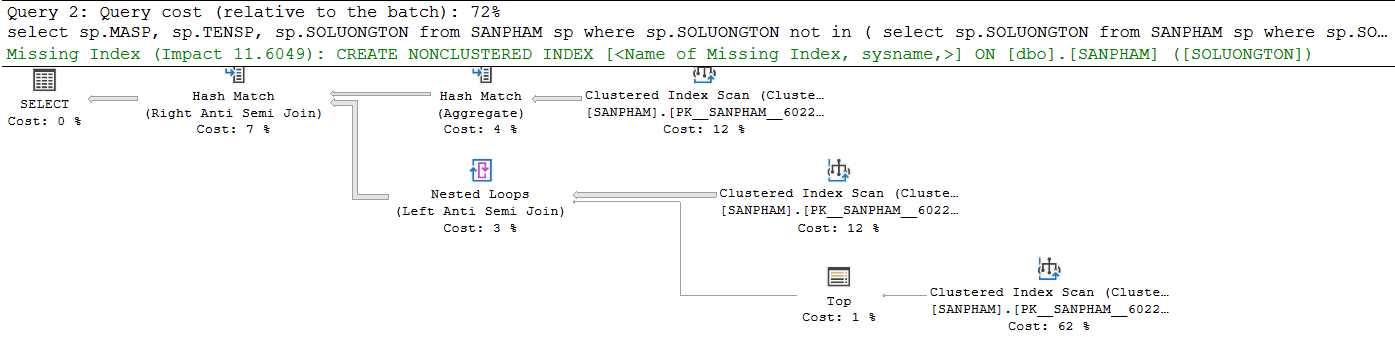 Query 2: Query cost (relative to the batch): 72%
select sp.MASP, sp.TENSP, sp.SOLUONGTON from SANPHAM sp where sp.SOLUONGTON not in ( select sp.SOLUONGTON from SANPHAM sp where sp.SO…
Missing Index (Impact 11.6049): CREATE NONCLUSTERED INDEX [<Name of Missing Index, sysname,>] ON [dbo].[SANPHAM] ([SOLUONGTON])
SELECT
Cost: 0 %
Hash Match
(Right Anti Semi Join)
Cost: 7 %
Hash Match
(Aggregate)
Cost: 4 %
Clustered Index Scan (Cluste…
[SANPHAM].[PK__SANPHAM__6022…
Cost: 12 %
Nested Loops
(Left Anti Semi Join)
Cost: 3 %
Clustered Index Scan (Cluste…
[SANPHAM].[PK__SANPHAM__6022…
Cost: 12 %
Top
Cost: 1 %
Clustered Index Scan (Cluste…
[SANPHAM].[PK__SANPHAM__6022…
Cost: 62 %